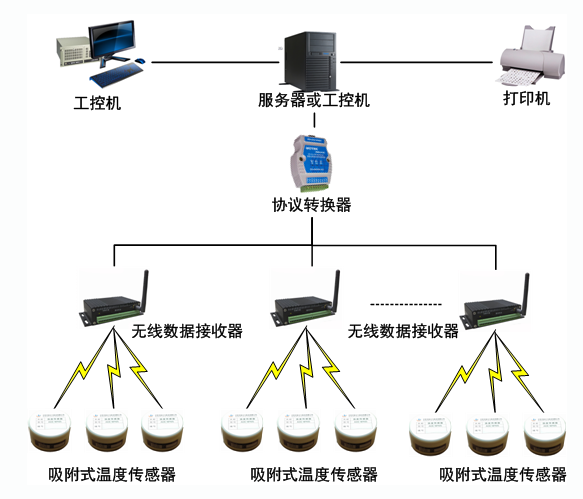 工控机
服务器或工控机
打印机
协议转换器
无线数据接收器
无线数据接收器
吸附式温度传感器
吸附式温度传感器
吸附式温度传感器